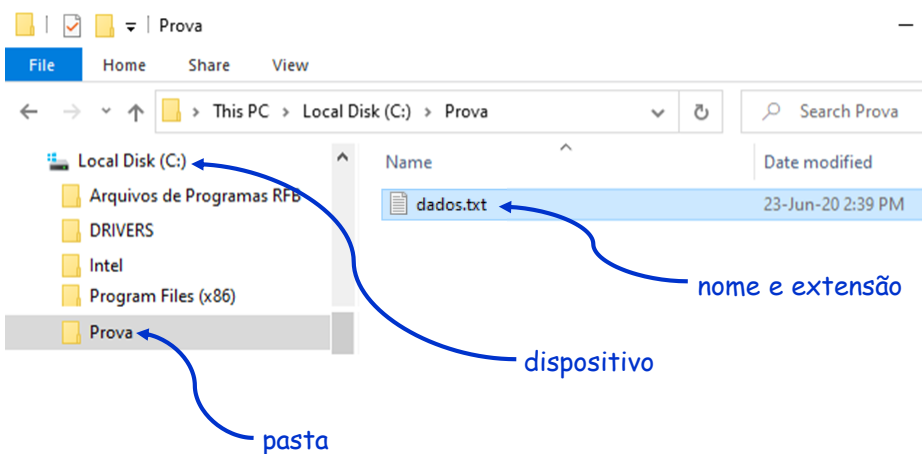 Prova
File Home Share View
This PC > Local Disk (C:) > Prova
Search Prova
Local Disk (C:)
Name Date modified
Arquivos de Programas RFB
dados.txt 23-Jun-20 2:39 PM
DRIVERS
Intel
nome e extensão
Program Files (x86)
Prova
dispositivo
pasta